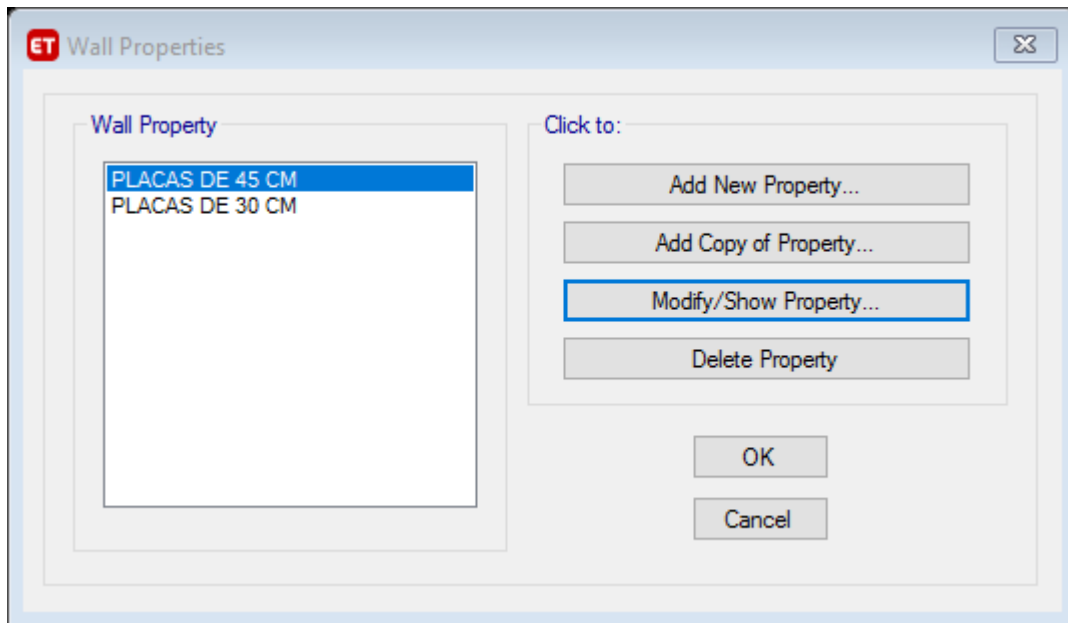 ET Wall Properties
Wall Property
PLACAS DE 45 CM
PLACAS DE 30 CM
Click to:
Add New Property...
Add Copy of Property...
Modify/Show Property...
Delete Property
OK
Cancel